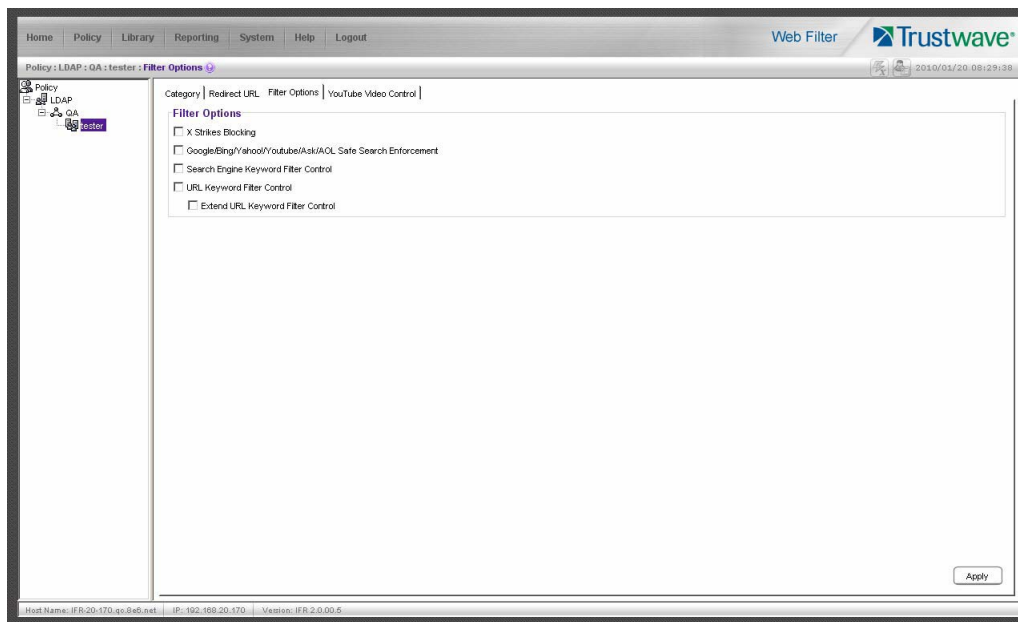 Home Policy Library Reporting System Help Logout
Web Filter
Trustwave®
Policy : LDAP : QA : tester : Filter Options
2010/01/20 08:29:38
Policy
LDAP
QA
tester
Category | Redirect URL | Filter Options | YouTube Video Control
Filter Options
X Strikes Blocking
Google/Bing/Yahoo!/Youtube/Ask/AOL Safe Search Enforcement
Search Engine Keyword Filter Control
URL Keyword Filter Control
Extend URL Keyword Filter Control
Apply
Host Name: IFR-20-170.qc.8e6.net IP: 192.168.20.170 Version: IFR 2.0.00.5